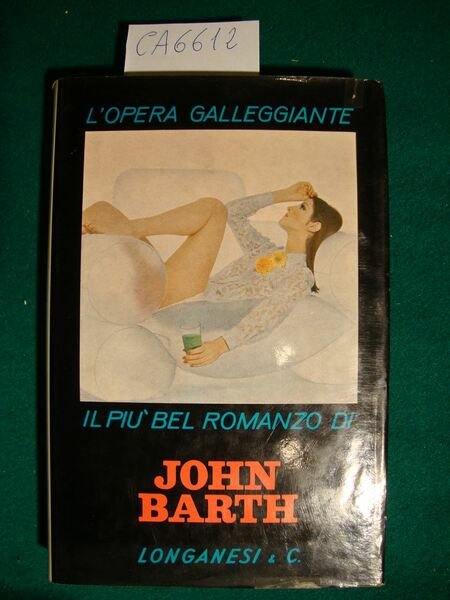 CA6612
L'OPERA GALLEGGIANTE
IL PIU' BEL ROMANZO DI
JOHN
BARTH
LONGANESI & C.